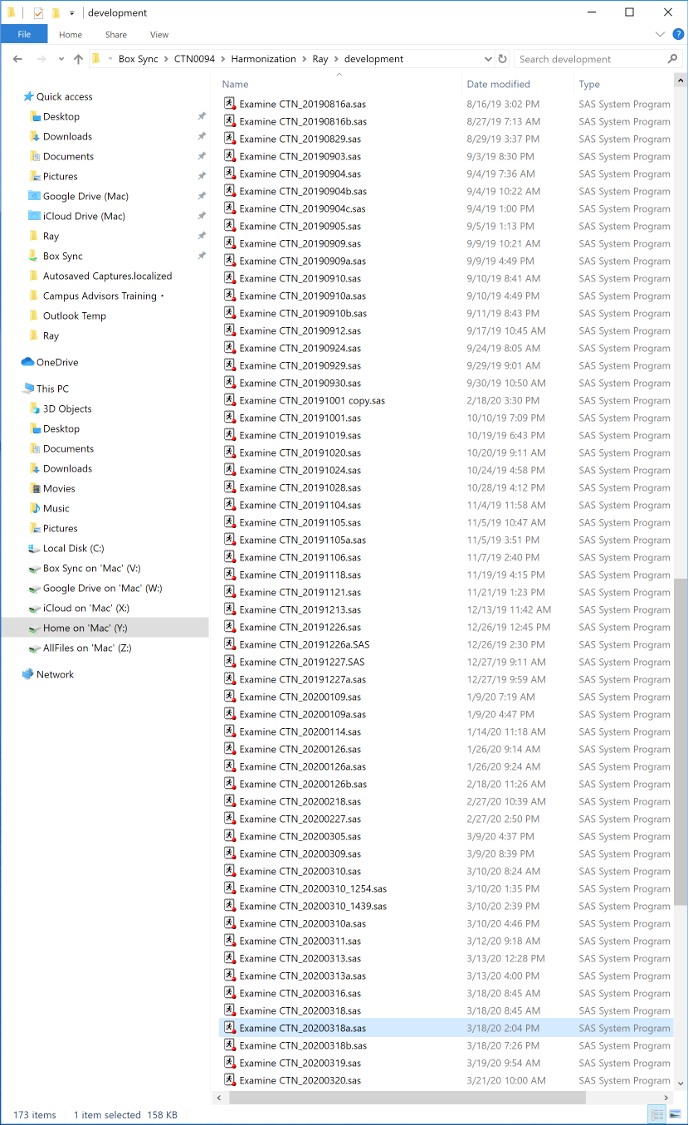 development
File Home Share View
Box Sync CTN0094 Harmonization Ray development Search development
Name Date modified Type
Quick access
Desktop
Downloads
Documents
Pictures
Google Drive (Mac)
iCloud Drive (Mac)
Ray
Box Sync
Autosaved Captures.localized
Campus Advisors Training •
Outlook Temp
Ray
OneDrive
This PC
3D Objects
Desktop
Documents
Downloads
Movies
Music
Pictures
Local Disk (C:)
Box Sync on 'Mac' (V:)
Google Drive on 'Mac' (W:)
iCloud on 'Mac' (X:)
Home on 'Mac' (Y:)
AllFiles on 'Mac' (Z:)
Network
Examine CTN_20190816a.sas 8/16/19 3:02 PM SAS System Program
Examine CTN_20190816b.sas 8/27/19 7:13 AM SAS System Program
Examine CTN_20190829.sas 8/29/19 3:37 PM SAS System Program
Examine CTN_20190903.sas 9/3/19 8:30 PM SAS System Program
Examine CTN_20190904.sas 9/4/19 7:36 AM SAS System Program
Examine CTN_20190904b.sas 9/4/19 10:22 AM SAS System Program
Examine CTN_20190904c.sas 9/4/19 1:00 PM SAS System Program
Examine CTN_20190905.sas 9/5/19 1:13 PM SAS System Program
Examine CTN_20190909.sas 9/9/19 10:21 AM SAS System Program
Examine CTN_20190909a.sas 9/9/19 4:49 PM SAS System Program
Examine CTN_20190910.sas 9/10/19 8:41 AM SAS System Program
Examine CTN_20190910a.sas 9/10/19 4:49 PM SAS System Program
Examine CTN_20190910b.sas 9/11/19 8:43 PM SAS System Program
Examine CTN_20190912.sas 9/17/19 10:45 AM SAS System Program
Examine CTN_20190924.sas 9/24/19 8:05 AM SAS System Program
Examine CTN_20190929.sas 9/29/19 9:01 AM SAS System Program
Examine CTN_20190930.sas 9/30/19 10:50 AM SAS System Program
Examine CTN_20191001 copy.sas 2/18/20 3:30 PM SAS System Program
Examine CTN_20191001.sas 10/10/19 7:09 PM SAS System Program
Examine CTN_20191019.sas 10/19/19 6:43 PM SAS System Program
Examine CTN_20191020.sas 10/20/19 9:11 AM SAS System Program
Examine CTN_20191024.sas 10/24/19 4:58 PM SAS System Program
Examine CTN_20191028.sas 10/28/19 4:12 PM SAS System Program
Examine CTN_20191104.sas 11/4/19 11:58 AM SAS System Program
Examine CTN_20191105.sas 11/5/19 10:47 AM SAS System Program
Examine CTN_20191105a.sas 11/5/19 3:51 PM SAS System Program
Examine CTN_20191106.sas 11/7/19 2:40 PM SAS System Program
Examine CTN_20191118.sas 11/19/19 4:15 PM SAS System Program
Examine CTN_20191121.sas 11/21/19 1:23 PM SAS System Program
Examine CTN_20191213.sas 12/13/19 11:42 AM SAS System Program
Examine CTN_20191226.sas 12/26/19 12:45 PM SAS System Program
Examine CTN_20191226a.SAS 12/26/19 2:30 PM SAS System Program
Examine CTN_20191227.SAS 12/27/19 9:11 AM SAS System Program
Examine CTN_20191227a.sas 12/27/19 9:59 AM SAS System Program
Examine CTN_20200109.sas 1/9/20 7:19 AM SAS System Program
Examine CTN_20200109a.sas 1/9/20 4:47 PM SAS System Program
Examine CTN_20200114.sas 1/14/20 11:18 AM SAS System Program
Examine CTN_20200126.sas 1/26/20 9:14 AM SAS System Program
Examine CTN_20200126a.sas 1/26/20 9:24 AM SAS System Program
Examine CTN_20200126b.sas 2/18/20 11:26 AM SAS System Program
Examine CTN_20200218.sas 2/27/20 10:39 AM SAS System Program
Examine CTN_20200227.sas 2/27/20 2:50 PM SAS System Program
Examine CTN_20200305.sas 3/9/20 4:37 PM SAS System Program
Examine CTN_20200309.sas 3/9/20 8:39 PM SAS System Program
Examine CTN_20200310.sas 3/10/20 8:24 AM SAS System Program
Examine CTN_20200310_1254.sas 3/10/20 1:35 PM SAS System Program
Examine CTN_20200310_1439.sas 3/10/20 2:39 PM SAS System Program
Examine CTN_20200310a.sas 3/10/20 4:46 PM SAS System Program
Examine CTN_20200311.sas 3/12/20 9:18 AM SAS System Program
Examine CTN_20200313.sas 3/13/20 12:28 PM SAS System Program
Examine CTN_20200313a.sas 3/13/20 4:00 PM SAS System Program
Examine CTN_20200316.sas 3/18/20 8:45 AM SAS System Program
Examine CTN_20200318.sas 3/18/20 8:45 AM SAS System Program
Examine CTN_20200318a.sas 3/18/20 2:04 PM SAS System Program
Examine CTN_20200318b.sas 3/18/20 7:26 PM SAS System Program
Examine CTN_20200319.sas 3/19/20 9:54 AM SAS System Program
Examine CTN_20200320.sas 3/21/20 10:00 AM SAS System Program
173 items 1 item selected 158 KB